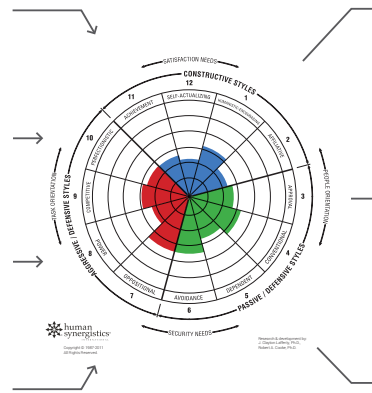 SATISFACTION NEEDS
CONSTRUCTIVE STYLES
12
SELF-ACTUALIZING
11
ACHIEVEMENT
1
HUMANISTIC-ENCOURAGING
10
PERFECTIONISTIC
2
AFFILIATIVE
TASK ORIENTATION
PEOPLE ORIENTATION
9
COMPETITIVE
3
APPROVAL
AGGRESSIVE / DEFENSIVE STYLES
8
POWER
4
CONVENTIONAL
7
OPPOSITIONAL
5
DEPENDENT
PASSIVE / DEFENSIVE STYLES
6
AVOIDANCE
SECURITY NEEDS
human
synergistics
Copyright © 1987-2011
All Rights Reserved
Research & development by
J. Clayton Lafferty, Ph.D.
Robert A. Cooke, Ph.D.